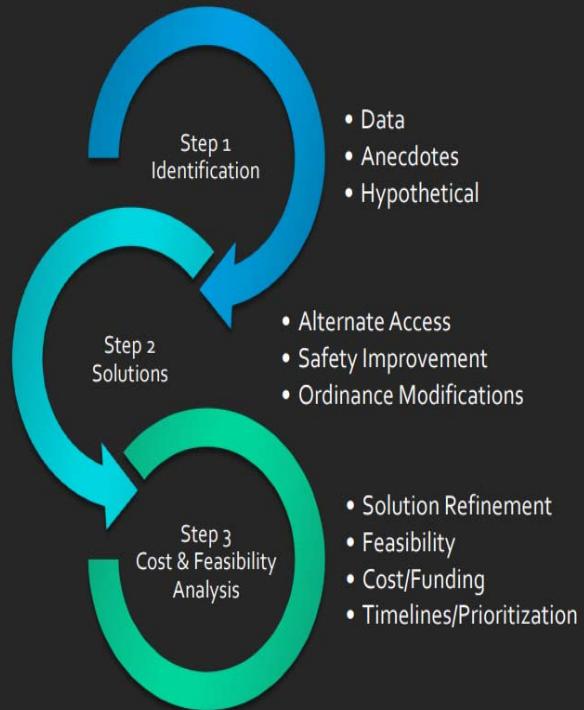 Step 1
Identification
• Data
• Anecdotes
• Hypothetical
Step 2
Solutions
• Alternate Access
• Safety Improvement
• Ordinance Modifications
Step 3
Cost & Feasibility
Analysis
• Solution Refinement
• Feasibility
• Cost/Funding
• Timelines/Prioritization